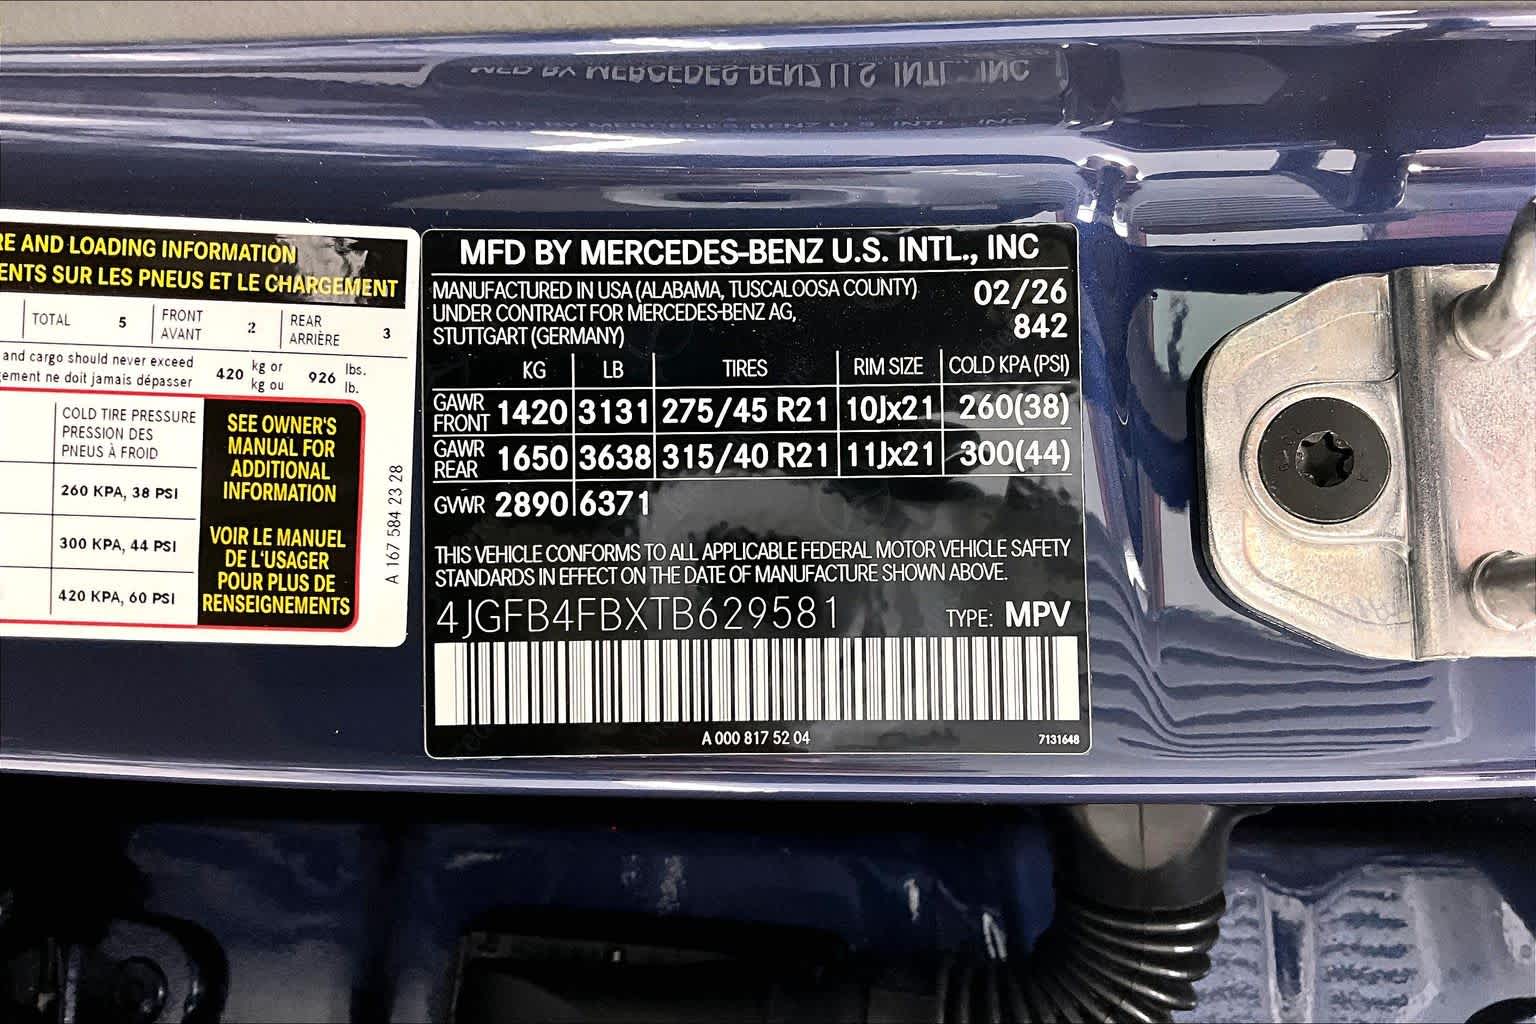 RE AND LOADING INFORMATION
ENTS SUR LES PNEUS ET LE CHARGEMENT
TOTAL 5 FRONT AVANT 2 REAR ARRIÈRE 3
and cargo should never exceed
ement ne doit jamais dépasser
420 kg or kg ou 926 lbs. lb.
COLD TIRE PRESSURE
PRESSION DES
PNEUS À FROID
260 KPA, 38 PSI
300 KPA, 44 PSI
420 KPA, 60 PSI
SEE OWNER'S
MANUAL FOR
ADDITIONAL
INFORMATION
VOIR LE MANUEL
DE L'USAGER
POUR PLUS DE
RENSEIGNEMENTS
A 167 584 23 28
MFD BY MERCEDES-BENZ U.S. INTL., INC
MANUFACTURED IN USA (ALABAMA, TUSCALOOSA COUNTY)
UNDER CONTRACT FOR MERCEDES-BENZ AG,
STUTTGART (GERMANY)
02/26
842
KG LB TIRES RIM SIZE COLD KPA (PSI)
GAWR FRONT 1420 3131 275/45 R21 10Jx21 260(38)
GAWR REAR 1650 3638 315/40 R21 11Jx21 300(44)
GVWR 2890 6371
THIS VEHICLE CONFORMS TO ALL APPLICABLE FEDERAL MOTOR VEHICLE SAFETY
STANDARDS IN EFFECT ON THE DATE OF MANUFACTURE SHOWN ABOVE.
4JGFB4FBXTB629581 TYPE: MPV
A 000 817 52 04 7131648